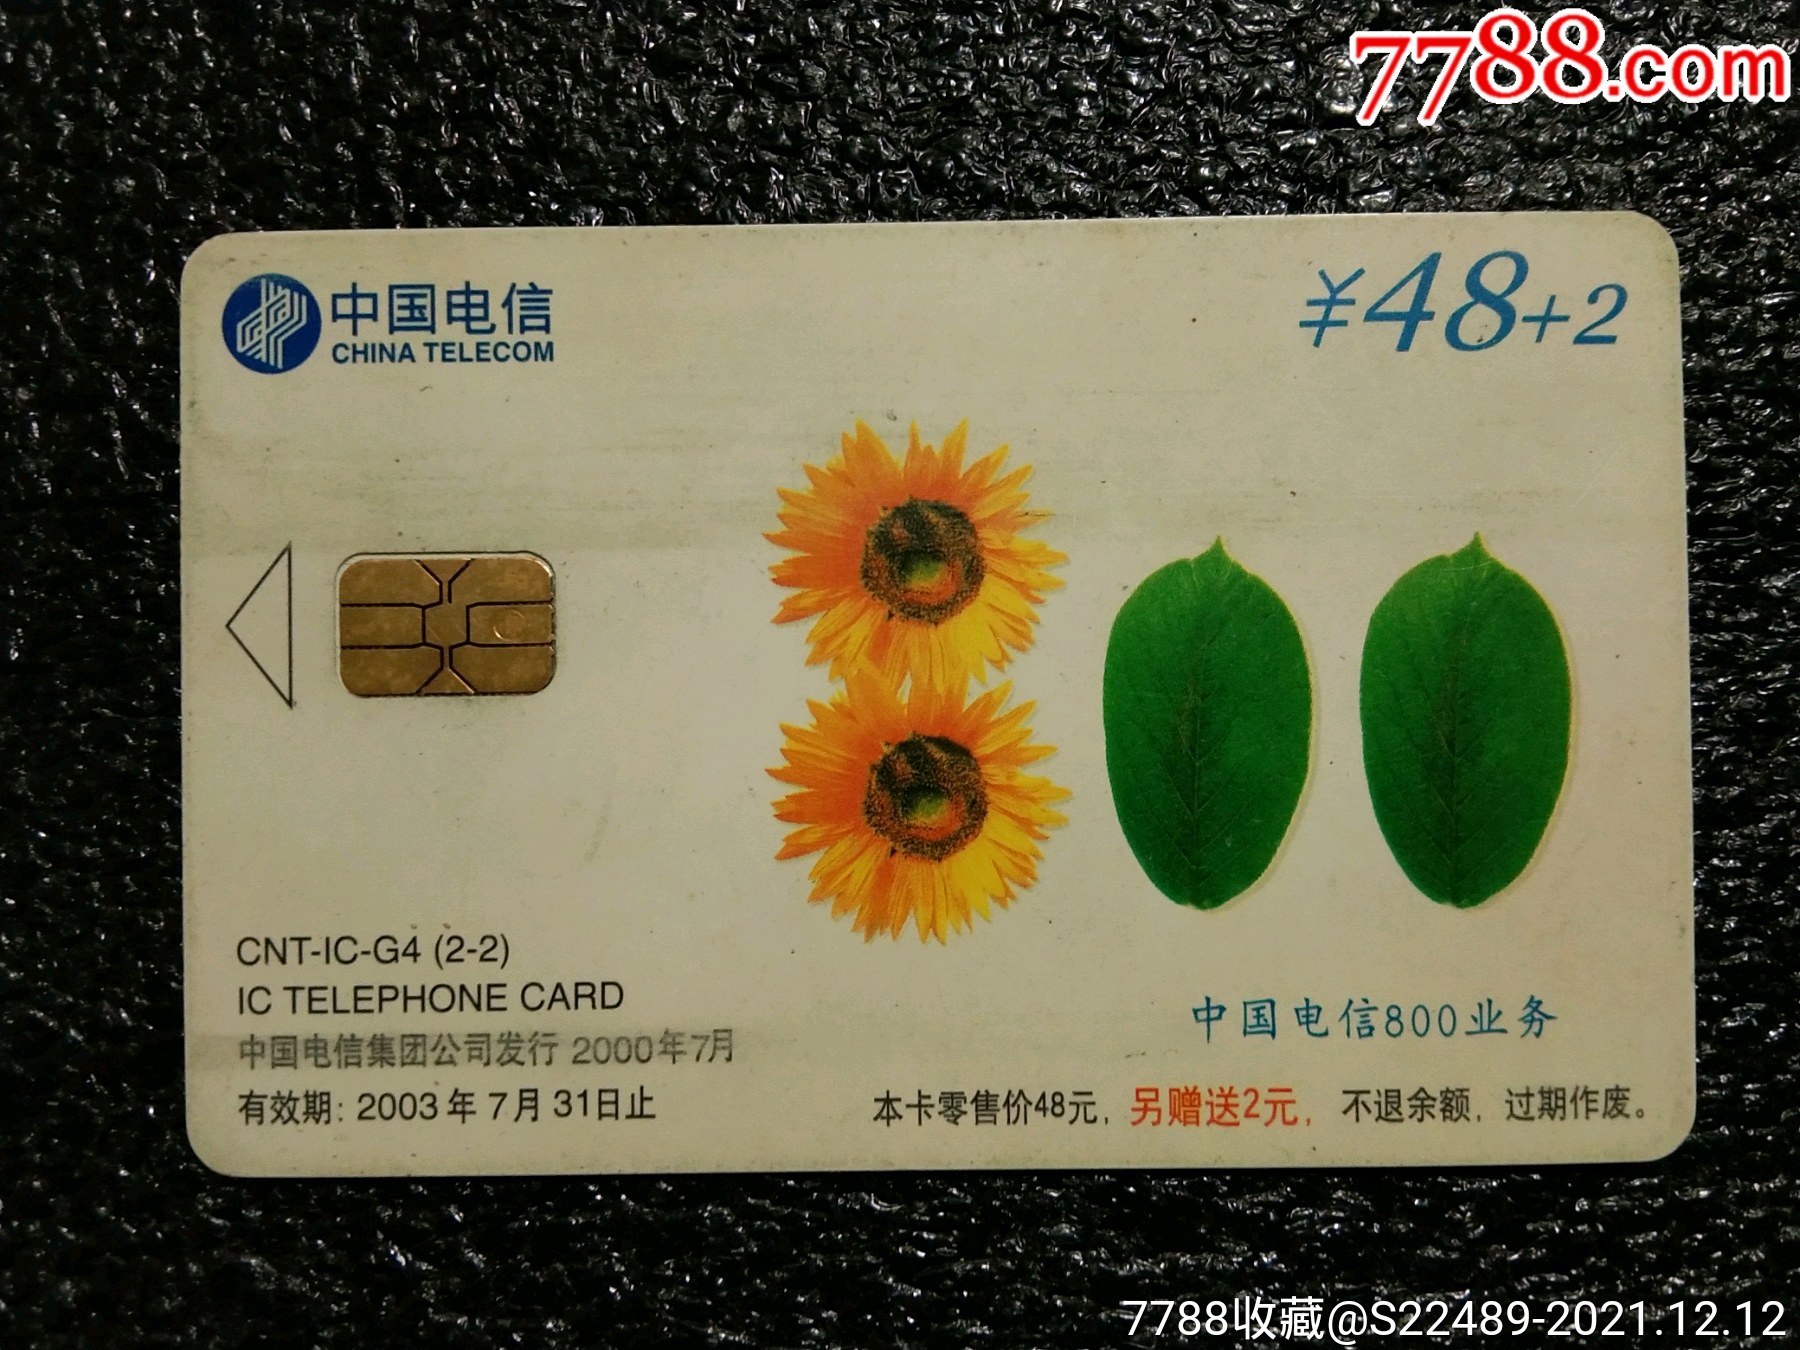 7788.com
中国电信
CHINA TELECOM
¥48+2
CNT-IC-G4 (2-2)
IC TELEPHONE CARD
中国电信集团公司发行 2000年7月
有效期: 2003年7月31日止
中国电信800业务
本卡零售价48元, 另赠送2元, 不退余额, 过期作废。
7788收藏@S22489-2021.12.12